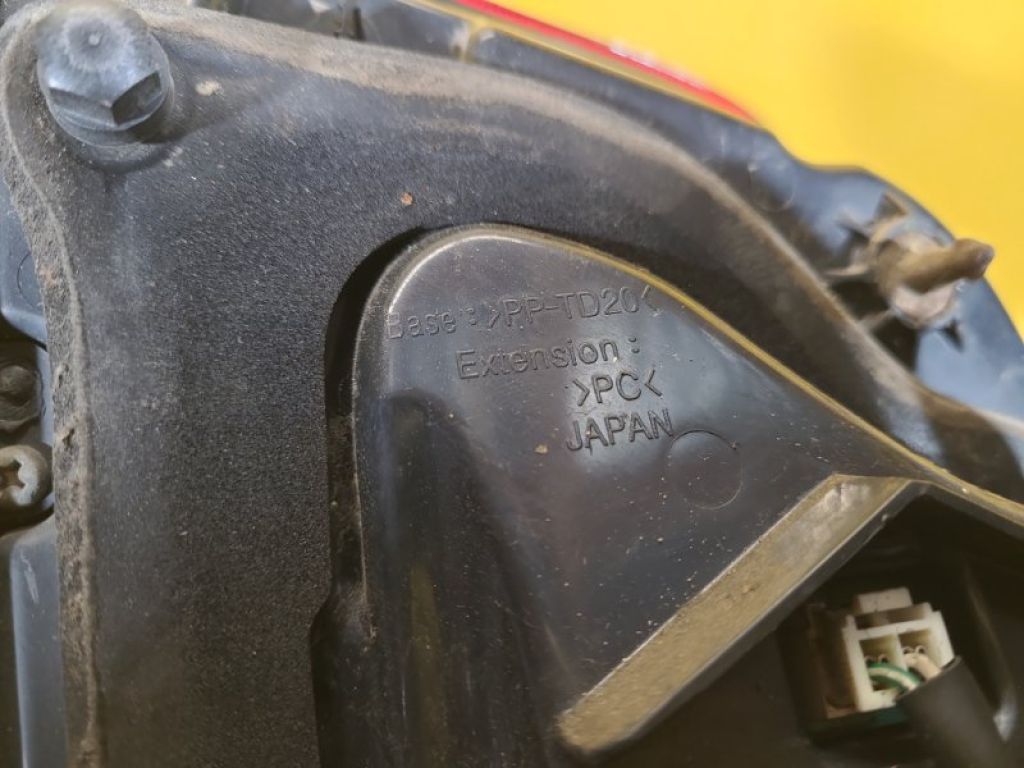 Base : >PP-TD20<
Extension :
>PC<
JAPAN